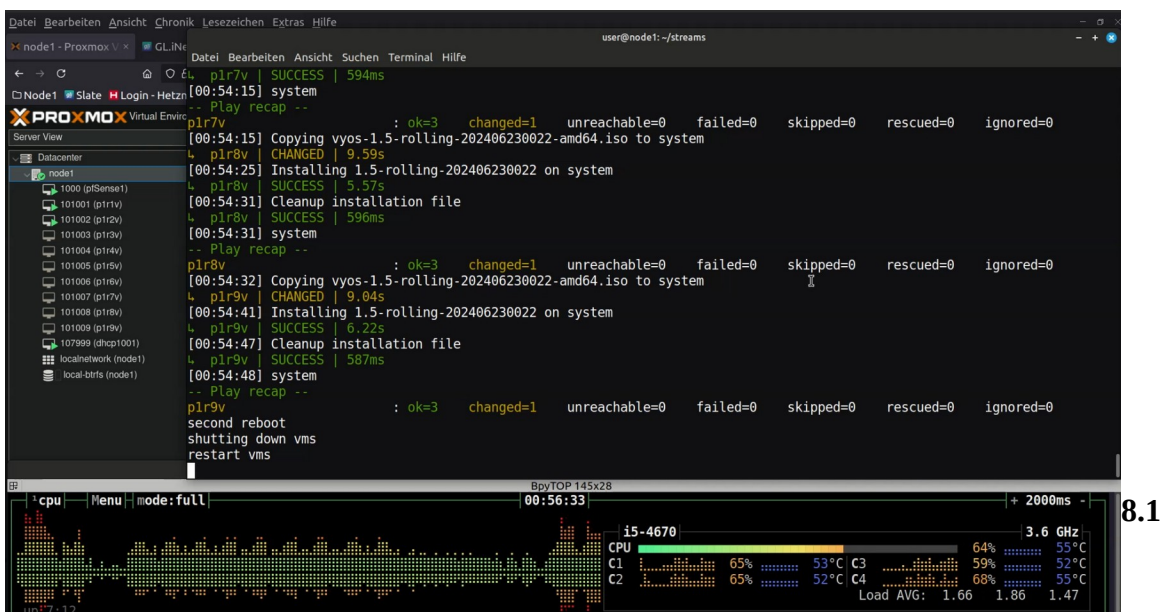 Datei Bearbeiten Ansicht Chronik Lesezeichen Extras Hilfe
node1 - Proxmox V × GL.iNe
user@node1: ~/streams
Datei Bearbeiten Ansicht Suchen Terminal Hilfe
Node1 Slate Login - Hetzn
PROXMOX Virtual Enviro
Server View
Datacenter
node1
1000 (pfSense1)
101001 (p1r1v)
101002 (p1r2v)
101003 (p1r3v)
101004 (p1r4v)
101005 (p1r5v)
101006 (p1r6v)
101007 (p1r7v)
101008 (p1r8v)
101009 (p1r9v)
107999 (dhcp1001)
localnetwork (node1)
local-btrfs (node1)
↳ p1r7v | SUCCESS | 594ms
[00:54:15] system
-- Play recap --
p1r7v : ok=3 changed=1 unreachable=0 failed=0 skipped=0 rescued=0 ignored=0
[00:54:15] Copying vyos-1.5-rolling-202406230022-amd64.iso to system
↳ p1r8v | CHANGED | 9.59s
[00:54:25] Installing 1.5-rolling-202406230022 on system
↳ p1r8v | SUCCESS | 5.57s
[00:54:31] Cleanup installation file
↳ p1r8v | SUCCESS | 596ms
[00:54:31] system
-- Play recap --
p1r8v : ok=3 changed=1 unreachable=0 failed=0 skipped=0 rescued=0 ignored=0
[00:54:32] Copying vyos-1.5-rolling-202406230022-amd64.iso to system
↳ p1r9v | CHANGED | 9.04s
[00:54:41] Installing 1.5-rolling-202406230022 on system
↳ p1r9v | SUCCESS | 6.22s
[00:54:47] Cleanup installation file
↳ p1r9v | SUCCESS | 587ms
[00:54:48] system
-- Play recap --
p1r9v : ok=3 changed=1 unreachable=0 failed=0 skipped=0 rescued=0 ignored=0
second reboot
shutting down vms
restart vms
BpyTOP 145x28
¹cpu Menu mode:full 00:56:33 + 2000ms -
8.1
i5-4670 3.6 GHz
CPU 64% 55°C
C1 65% 53°C C3 59% 52°C
C2 65% 52°C C4 68% 55°C
Load AVG: 1.66 1.86 1.47
up 7:12